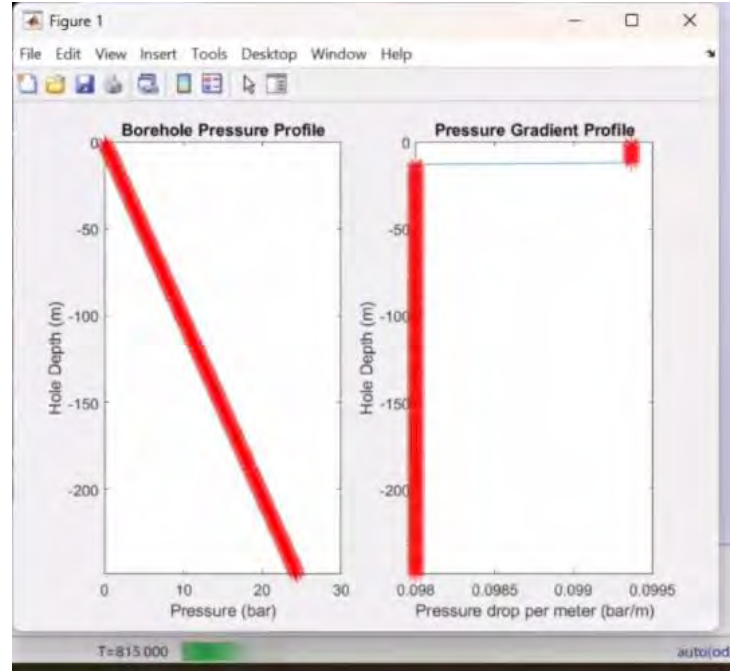 Figure 1
File Edit View Insert Tools Desktop Window Help
Borehole Pressure Profile
0
-50
-100
-150
-200
Hole Depth (m)
0 10 20 30
Pressure (bar)
Pressure Gradient Profile
0
-50
-100
-150
-200
Hole Depth (m)
0.098 0.0985 0.099 0.0995
Pressure drop per meter (bar/m)
T=815.000
auto(od